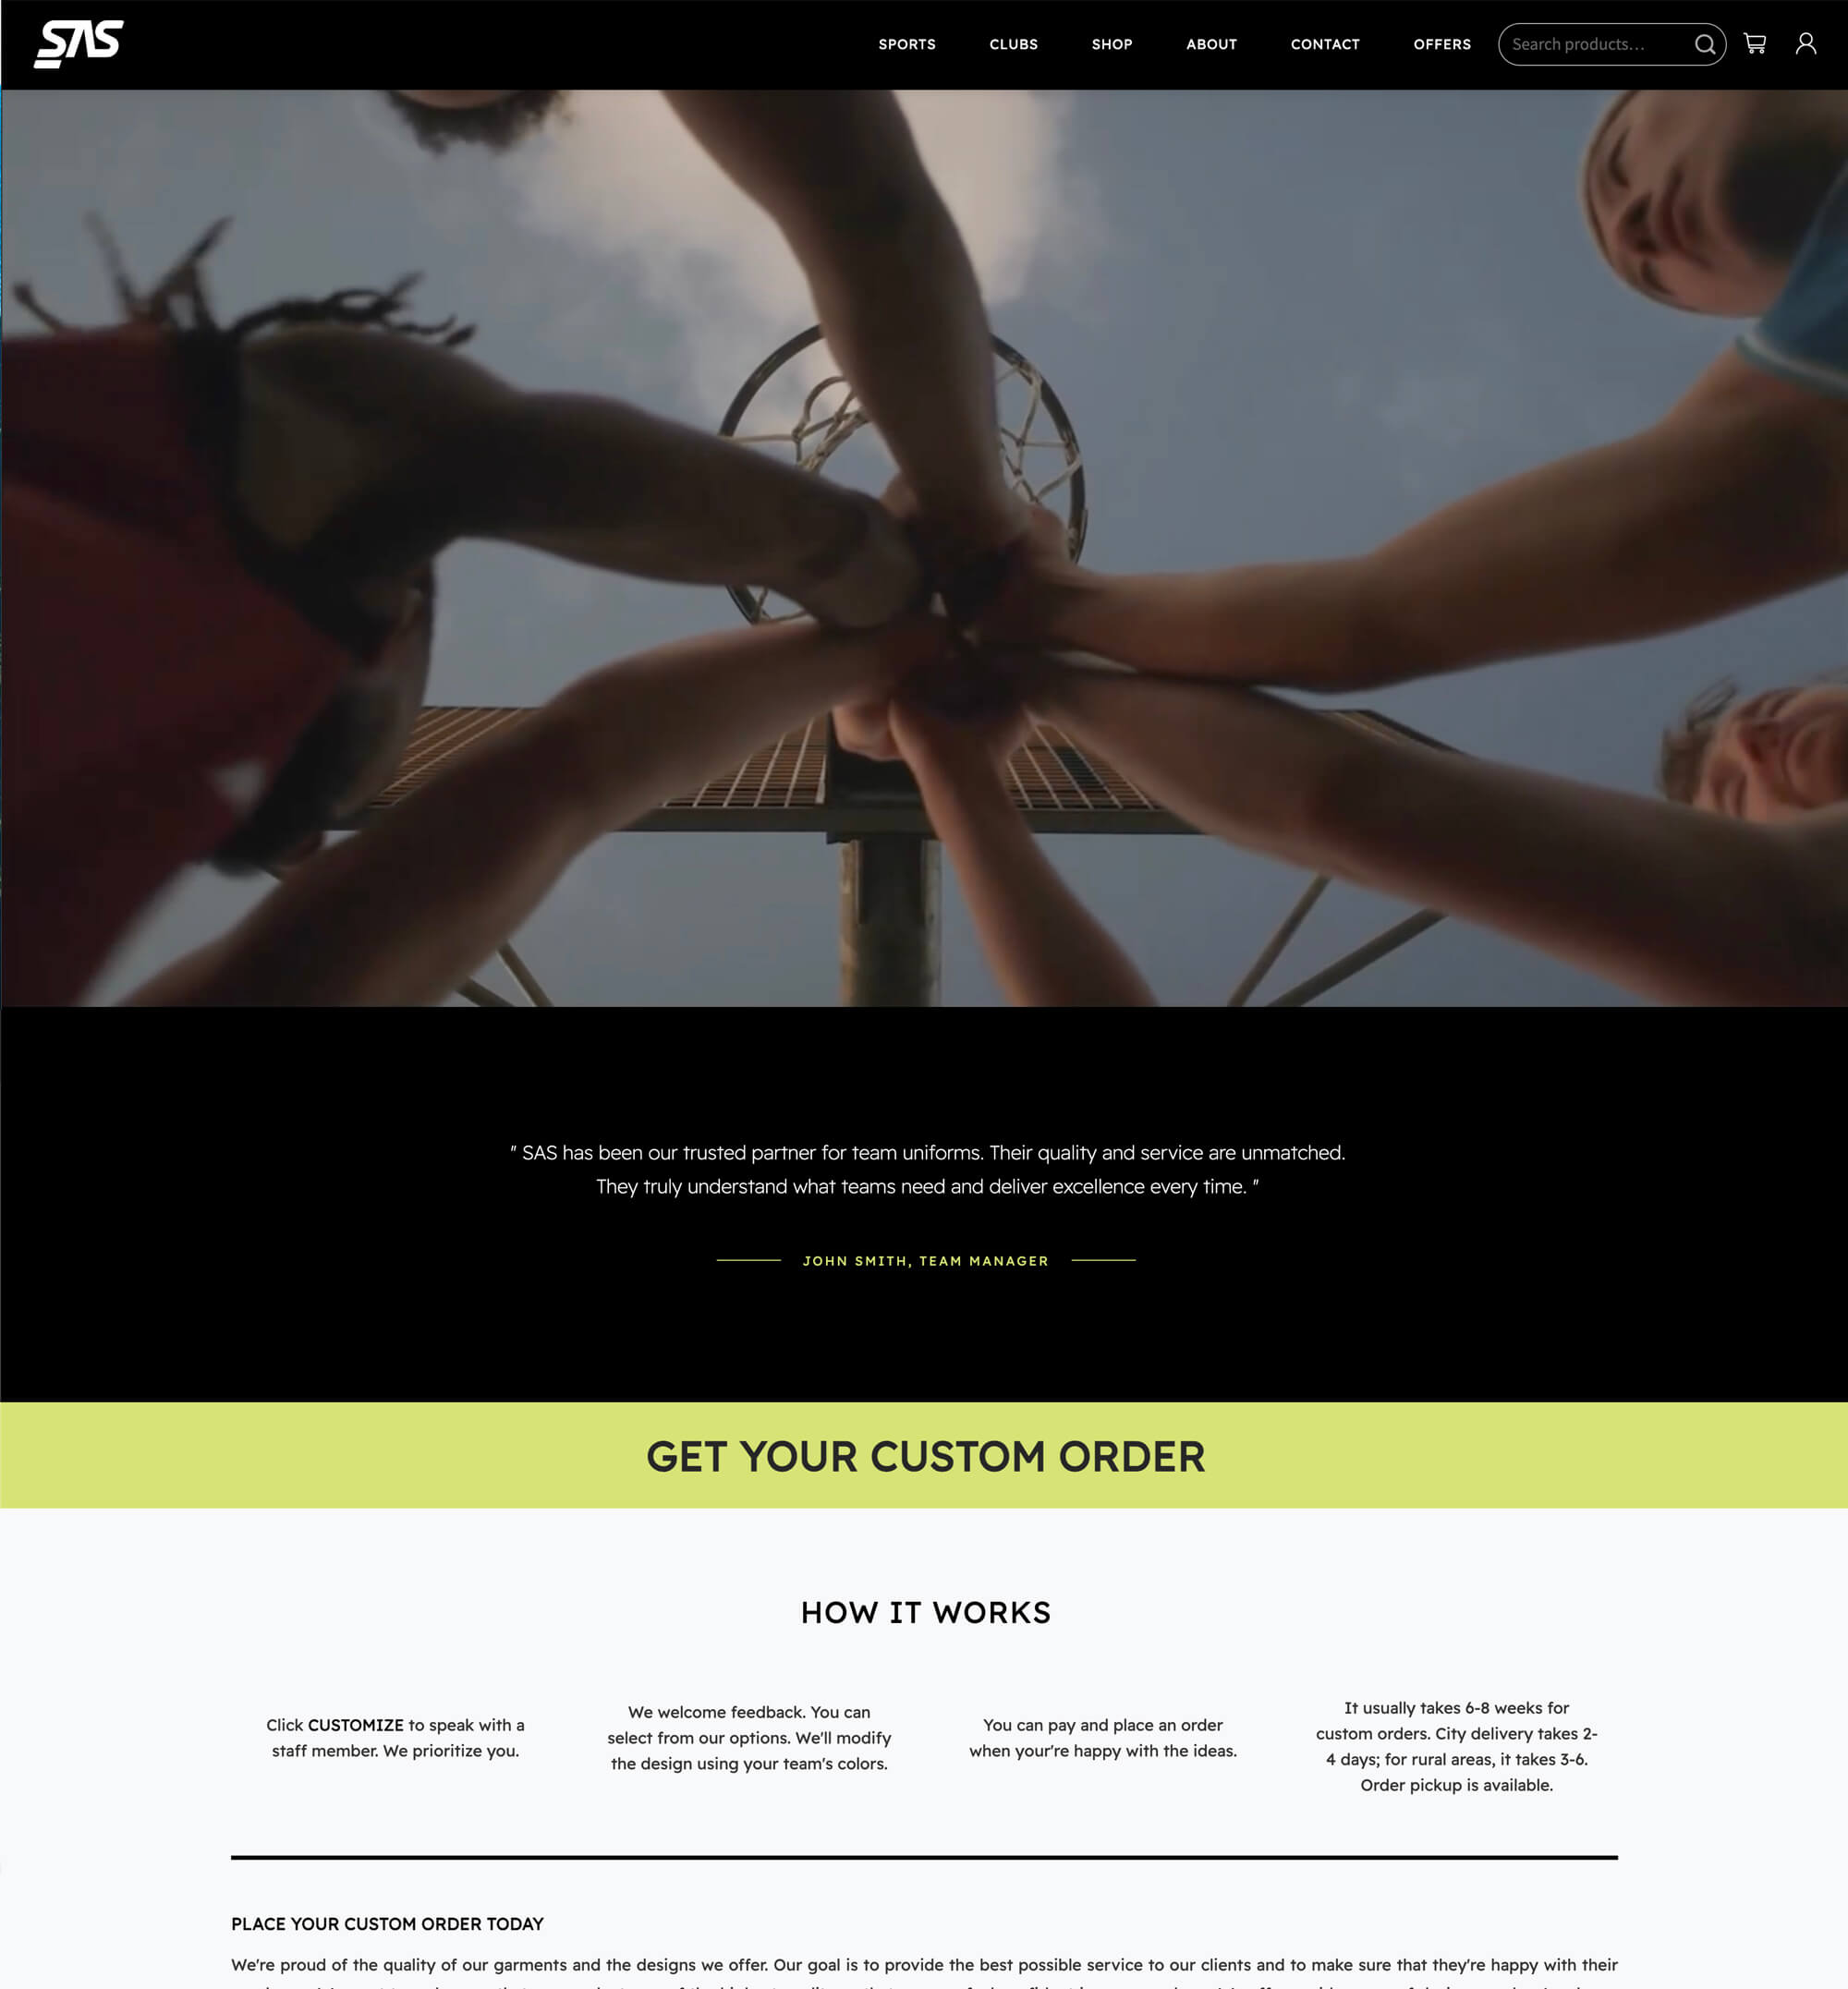 SAS
SPORTS CLUBS SHOP ABOUT CONTACT OFFERS Search products...
" SAS has been our trusted partner for team uniforms. Their quality and service are unmatched.
They truly understand what teams need and deliver excellence every time. "
JOHN SMITH, TEAM MANAGER
GET YOUR CUSTOM ORDER
HOW IT WORKS
Click CUSTOMIZE to speak with a
staff member. We prioritize you.
We welcome feedback. You can
select from our options. We'll modify
the design using your team's colors.
You can pay and place an order
when your're happy with the ideas.
It usually takes 6-8 weeks for
custom orders. City delivery takes 2-
4 days; for rural areas, it takes 3-6.
Order pickup is available.
PLACE YOUR CUSTOM ORDER TODAY
We're proud of the quality of our garments and the designs we offer. Our goal is to provide the best possible service to our clients and to make sure that they're happy with their